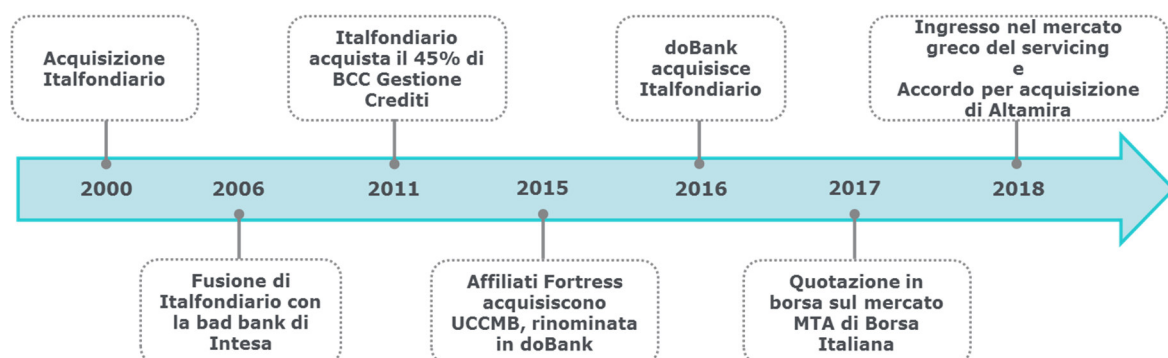 Acquisizione
Italfondiario
Italfondiario
acquista il 45% di
BCC Gestione
Crediti
doBank
acquisisce
Italfondiario
Ingresso nel mercato
greco del servicing
e
Accordo per acquisizione
di Altamira
2000
2006
2011
2015
2016
2017
2018
Fusione di
Italfondiario con
la bad bank di
Intesa
Affiliati Fortress
acquisiscono
UCCMB, rinominata
in doBank
Quotazione in
borsa sul mercato
MTA di Borsa
Italiana